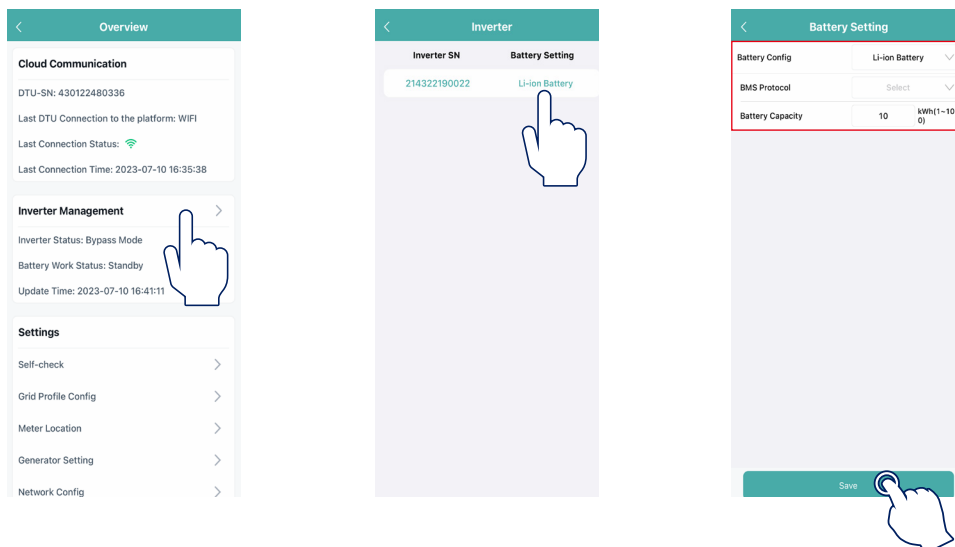 Overview
Cloud Communication
DTU-SN: 430122480336
Last DTU Connection to the platform: WIFI
Last Connection Status:
Last Connection Time: 2023-07-10 16:35:38
Inverter Management
Inverter Status: Bypass Mode
Battery Work Status: Standby
Update Time: 2023-07-10 16:41:11
Settings
Self-check
Grid Profile Config
Meter Location
Generator Setting
Network Config
Inverter
Inverter SN Battery Setting
214322190022 Li-ion Battery
Battery Setting
Battery Config Li-ion Battery
BMS Protocol Select
Battery Capacity 10 kWh(1~10
0)
Save